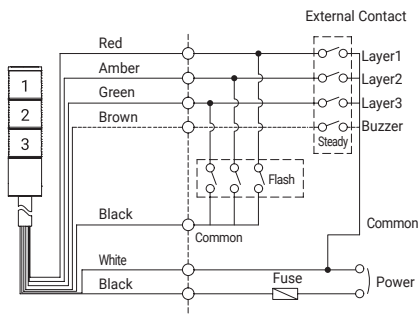 External Contact
Red
Layer1
Amber
Layer2
1
Green
Layer3
2
Brown
Buzzer
3
Steady
Flash
Black
Common
Common
White
Black
Fuse
Power